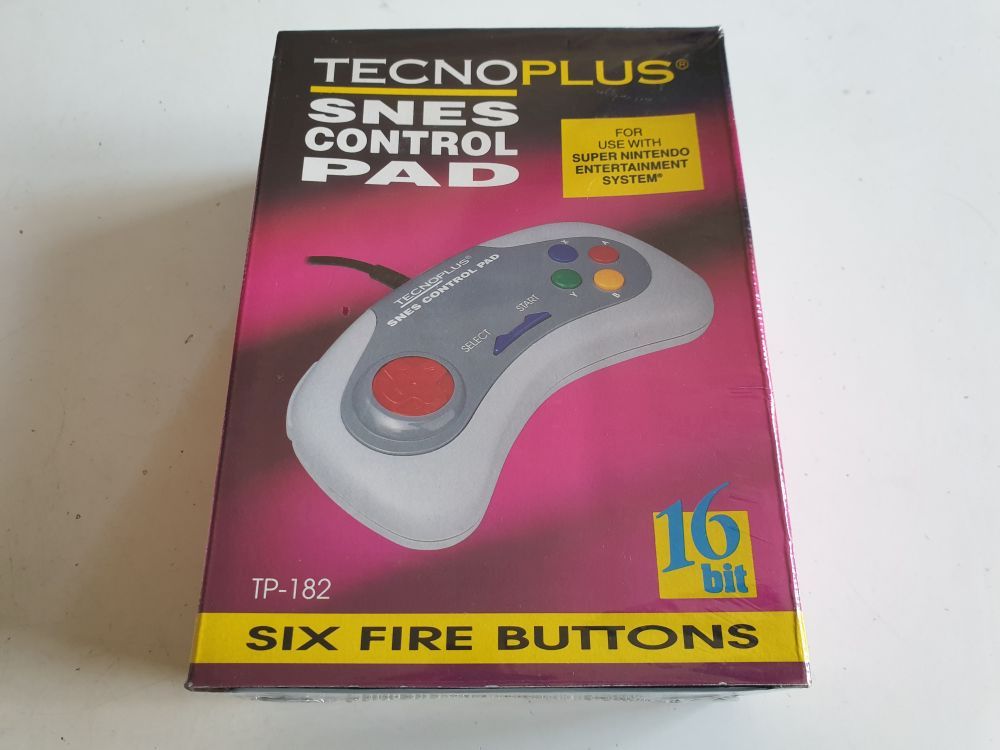 TECNOPLUS®
SNES
CONTROL
PAD
FOR
USE WITH
SUPER NINTENDO
ENTERTAINMENT
SYSTEM®
TECNOPLUS®
SNES CONTROL PAD
X
A
Y
B
SELECT
START
16
bit
TP-182
SIX FIRE BUTTONS